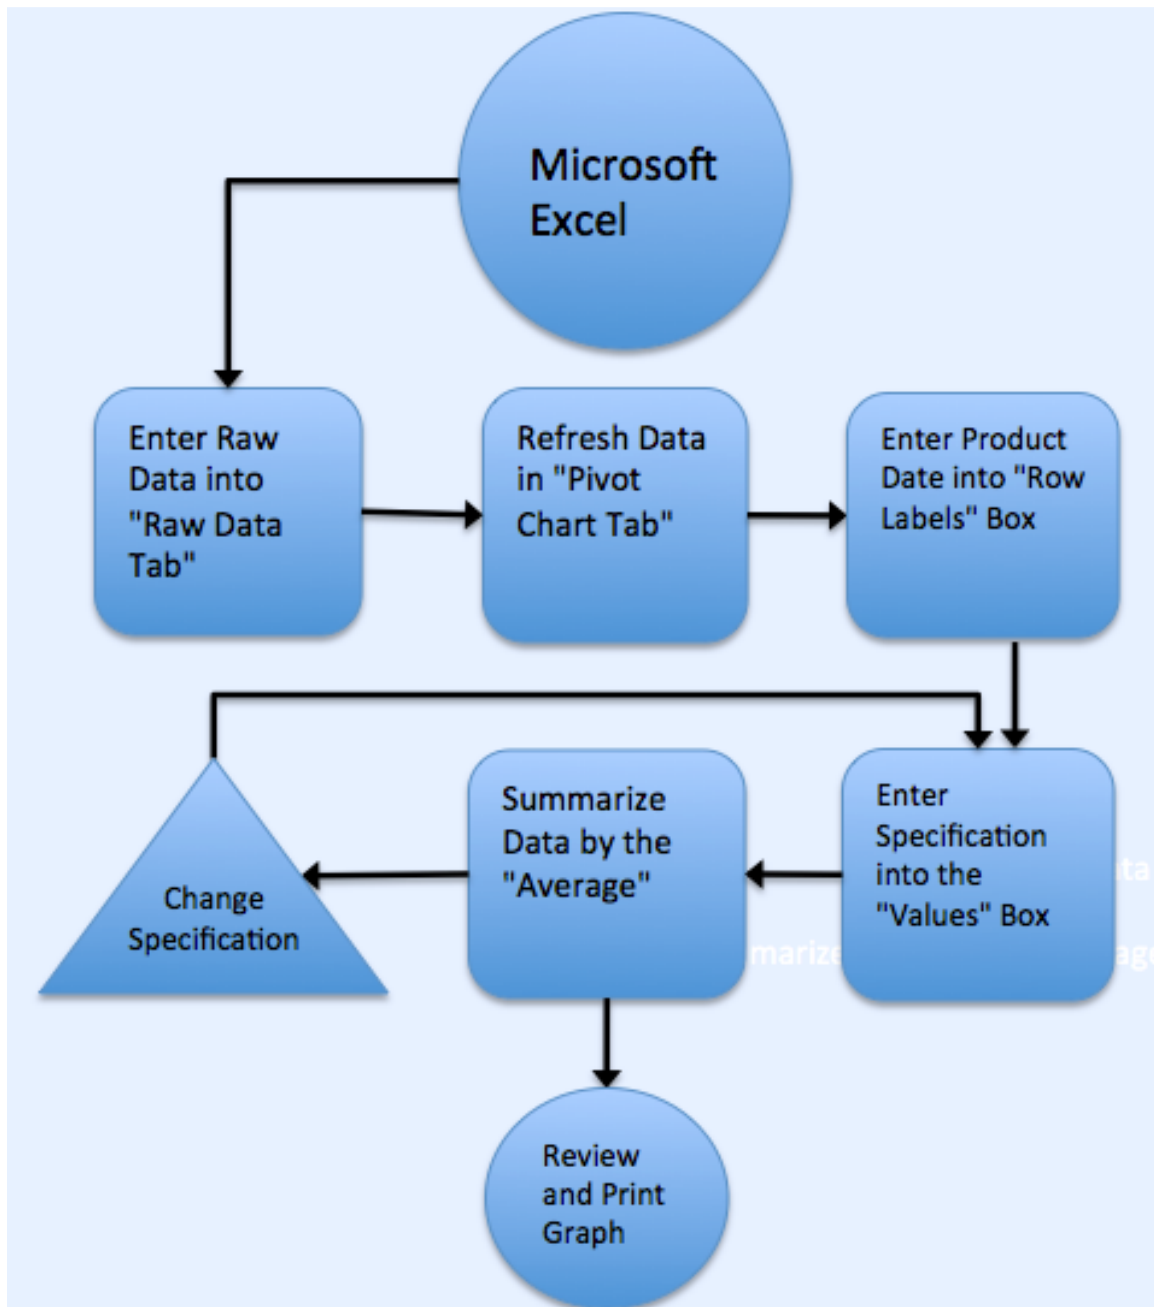 Microsoft
Excel
Enter Raw
Data into
"Raw Data
Tab"
Refresh Data
in "Pivot
Chart Tab"
Enter Product
Date into "Row
Labels" Box
Change
Specification
Summarize
Data by the
"Average"
Enter
Specification
into the
"Values" Box
Review
and Print
Graph